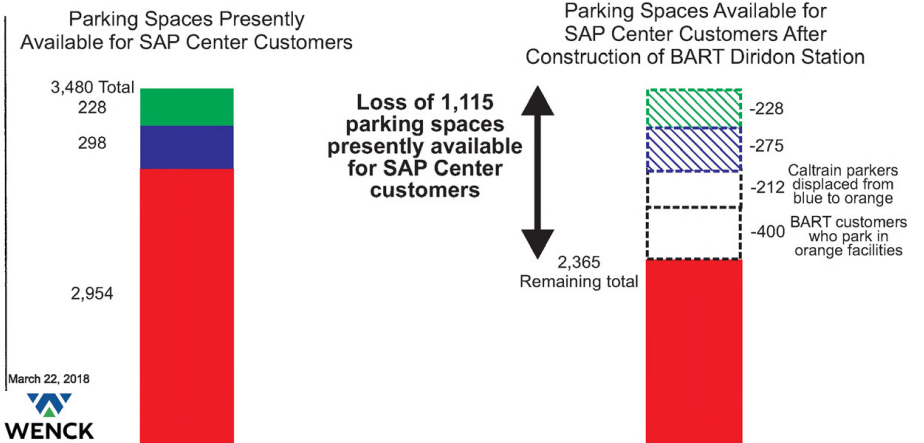 Parking Spaces Presently
Available for SAP Center Customers
3,480 Total
228
298
2,954
March 22, 2018
WENCK
Loss of 1,115
parking spaces
presently available
for SAP Center
customers
Parking Spaces Available for
SAP Center Customers After
Construction of BART Diridon Station
-228
-275
-212
Caltrain parkers
displaced from
blue to orange
-400
BART customers
who park in
orange facilities
2,365
Remaining total